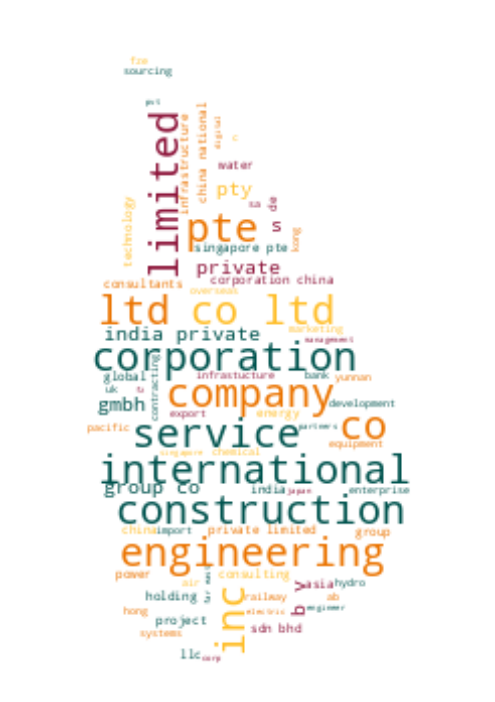 fze
sourcing
pvt
limited
infrastructure
china national
digital
c
water
pty
sa
de
technology
pte
s
kong
singapore pte
private
consultants
corporation china
overseas
ltd
co ltd
marketing
india private
management
corporation
global
contracting
infrastucture
bank
yunnan
uk
company
gmbh
development
export
energy
pacific
service
partners
co
equipment
singapore
chemical
international
group co
india
japan
enterprise
construction
china
import
private limited
group
engineering
power
air
far east
consulting
asia
hydro
holding
inc
railway
b v
ab
hong
electric
engineer
project
sdn bhd
systems
llc
corp